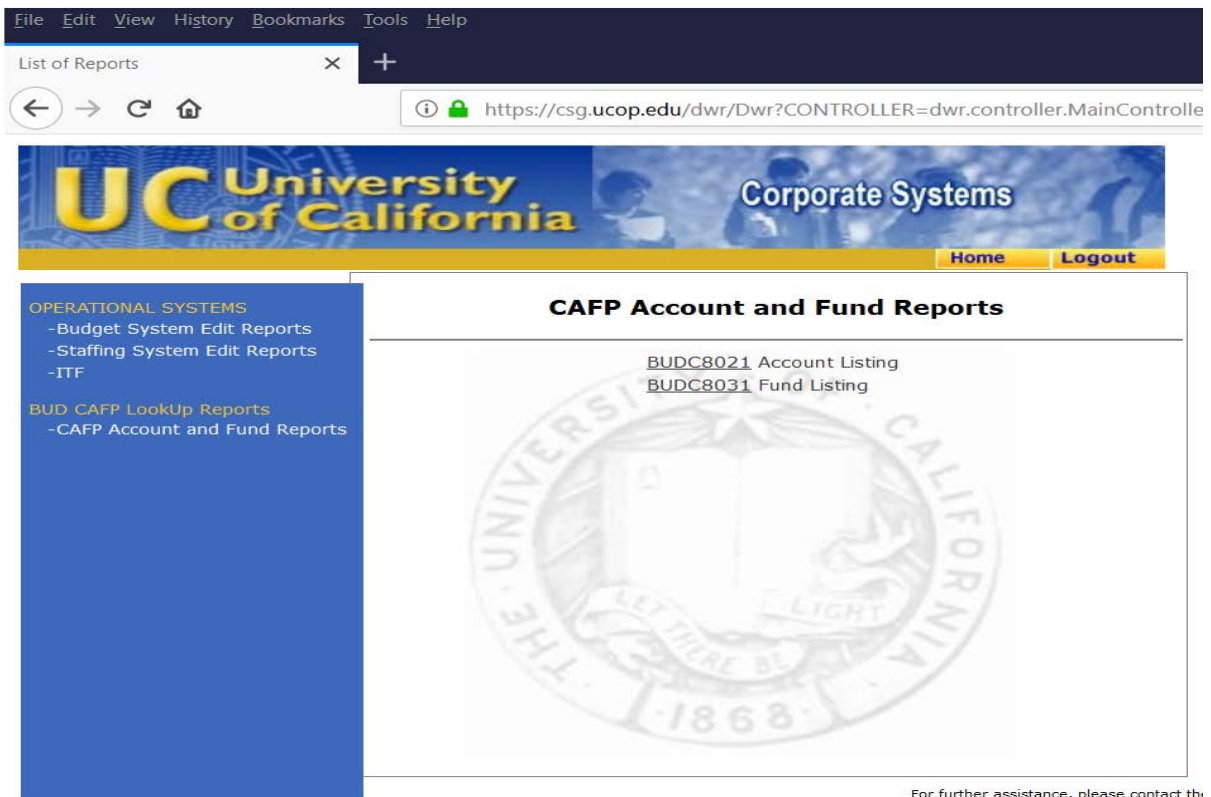 File Edit View History Bookmarks Tools Help
List of Reports
https://csg.ucop.edu/dwr/Dwr?CONTROLLER=dwr.controller.MainControlle
UC University
of California
Corporate Systems
Home Logout
OPERATIONAL SYSTEMS
-Budget System Edit Reports
-Staffing System Edit Reports
-ITF
BUD CAFP LookUp Reports
-CAFP Account and Fund Reports
CAFP Account and Fund Reports
BUDC8021 Account Listing
BUDC8031 Fund Listing
THE · UNIVERSITY · OF · CALIFORNIA
LET THERE BE LIGHT
·1868·
For further assistance, please contact the